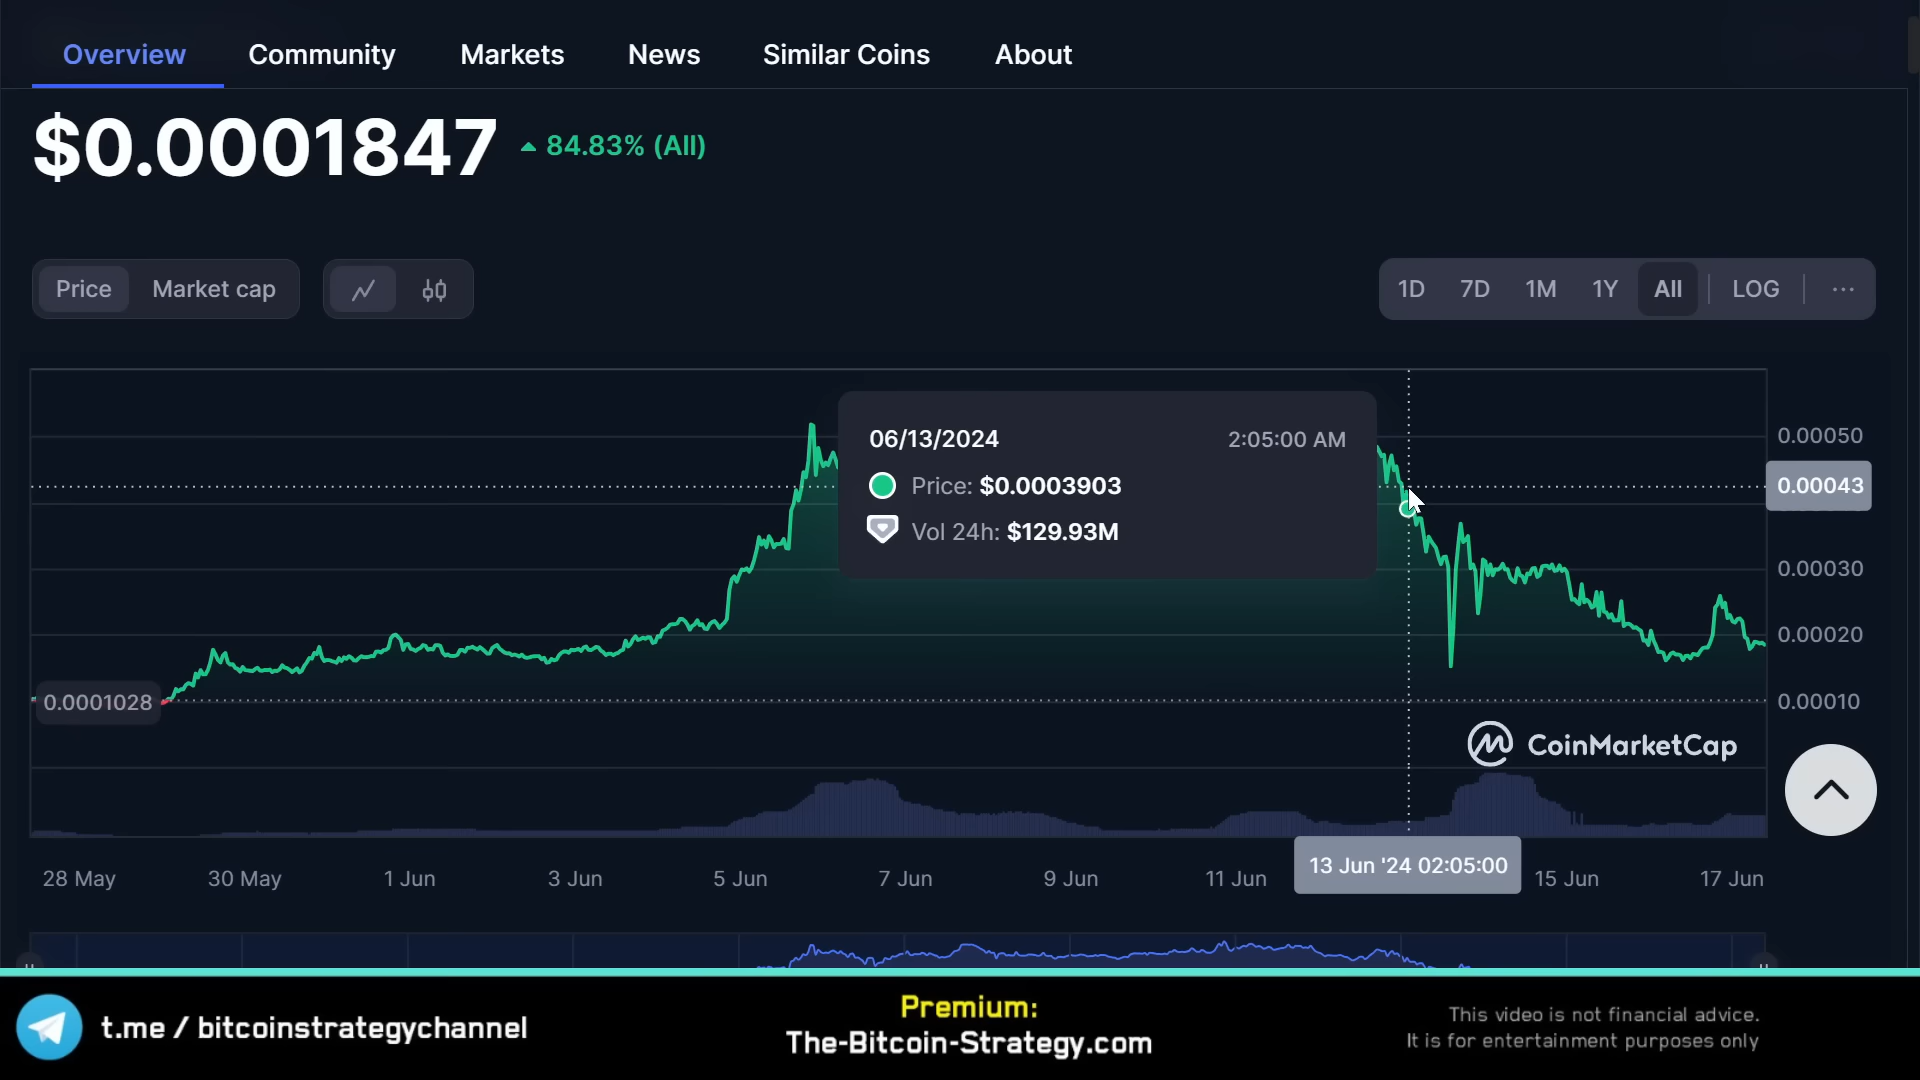 Overview Community Markets News Similar Coins About
$0.0001847 84.83% (All)
Price Market cap 1D 7D 1M 1Y All LOG ...
06/13/2024 2:05:00 AM
Price: $0.0003903
Vol 24h: $129.93M
0.00050
0.00043
0.00030
0.00020
0.0001028
0.00010
CoinMarketCap
13 Jun '24 02:05:00
28 May 30 May 1 Jun 3 Jun 5 Jun 7 Jun 9 Jun 11 Jun 15 Jun 17 Jun
t.me / bitcoinstrategychannel
Premium:
The-Bitcoin-Strategy.com
This video is not financial advice.
It is for entertainment purposes only